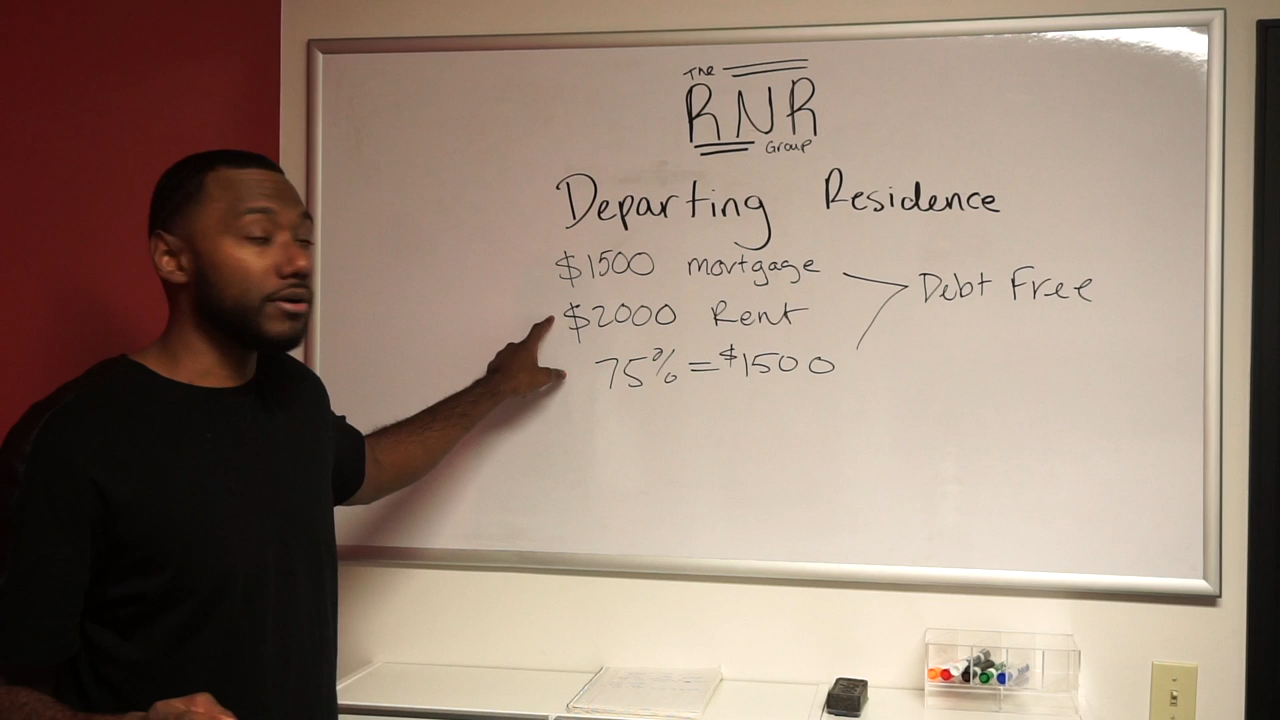 The
RNR
Group
Departing Residence
$1500 mortgage
$2000 Rent
75% = $1500
Debt Free